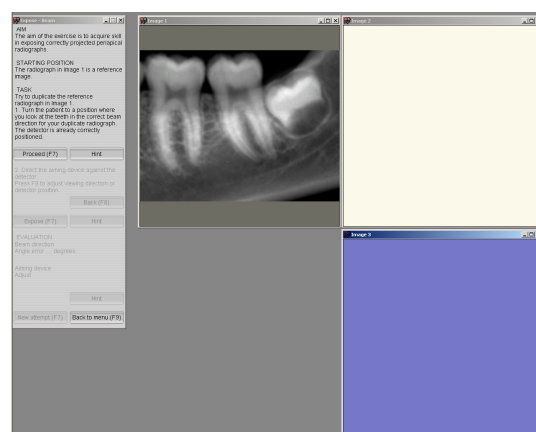 Expose - Beam
AIM
The aim of the exercise is to acquire skill
in exposing correctly projected periapical
radiographs.
STARTING POSITION
The radiograph in image 1 is a reference
image.
TASK
Try to duplicate the reference
radiograph in image 1.
1. Turn the patient to a position where
you look at the teeth in the correct beam
direction for your duplicate radiograph.
The detector is already correctly
positioned.
Proceed (F7) Hint
2. Direct the aiming device against the
detector.
Press F9 to adjust viewing direction or
detector position.
Back (F9)
Expose (F7) Hint
EVALUATION
Beam direction
Angle error ... degrees
Aiming device
Adjust
Hint
New attempt (F7) Back to menu (F9)
Image 1
Image 2
Image 3